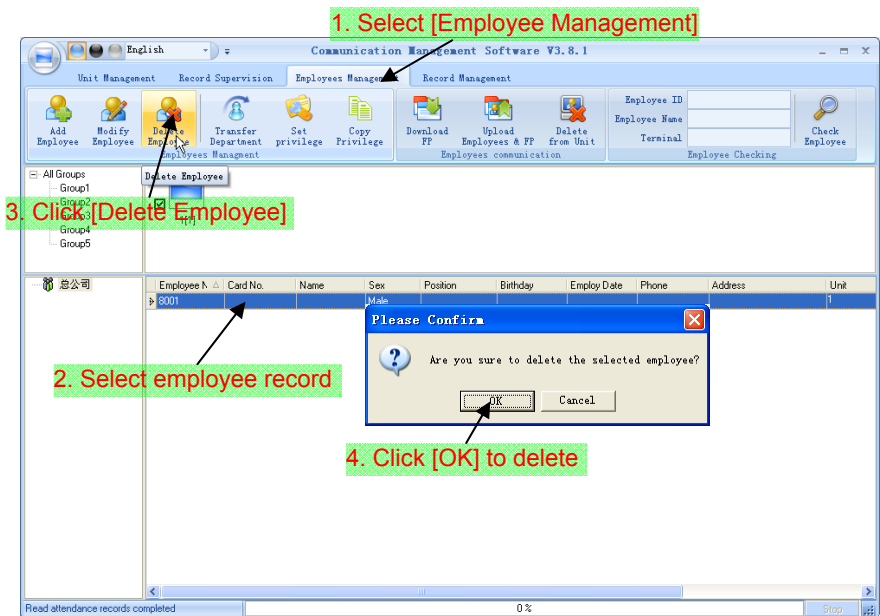 1. Select [Employee Management]
English
Communication Management Software V3.8.1
Unit Management Record Supervision Employees Management Record Management
Add Employee
Modify Employee
Delete Employee
Transfer Department
Set privilege
Copy Privilege
Employees Managment
Download FP
Upload Employees & FP
Delete from Unit
Employees communication
Employee ID
Employee Name
Terminal
Check Employee
Employee Checking
All Groups
Group1
Group2
Group3
Group4
Group5
Delete Employee
3. Click [Delete Employee]
总公司
Employee N Card No. Name Sex Position Birthday Employ Date Phone Address Unit
8001 Male 1
Please Confirm
Are you sure to delete the selected employee?
OK Cancel
2. Select employee record
4. Click [OK] to delete
Read attendance records completed 0 % Stop